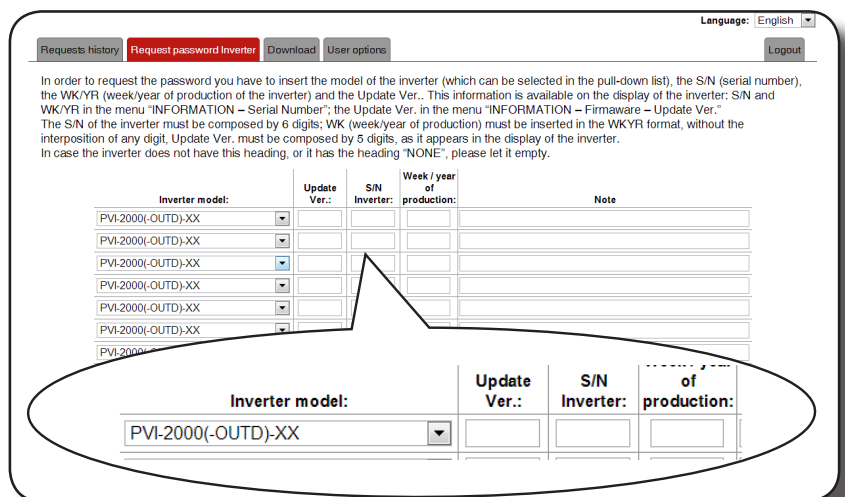 Language: English
Requests history Request password Inverter Download User options Logout
In order to request the password you have to insert the model of the inverter (which can be selected in the pull-down list), the S/N (serial number),
the WK/YR (week/year of production of the inverter) and the Update Ver.. This information is available on the display of the inverter: S/N and
WK/YR in the menu “INFORMATION – Serial Number”; the Update Ver. in the menu “INFORMATION – Firmaware – Update Ver.”
The S/N of the inverter must be composed by 6 digits; WK (week/year of production) must be inserted in the WKYR format, without the
interposition of any digit, Update Ver. must be composed by 5 digits, as it appears in the display of the inverter.
In case the inverter does not have this heading, or it has the heading “NONE”, please let it empty.
Inverter model:
Update
Ver.:
S/N
Inverter:
Week / year
of
production:
Note
PVI-2000(-OUTD)-XX
PVI-2000(-OUTD)-XX
PVI-2000(-OUTD)-XX
PVI-2000(-OUTD)-XX
PVI-2000(-OUTD)-XX
PVI-2000(-OUTD)-XX
PVI-2000
Inverter model:
Update
Ver.:
S/N
Inverter:
of
production:
PVI-2000(-OUTD)-XX